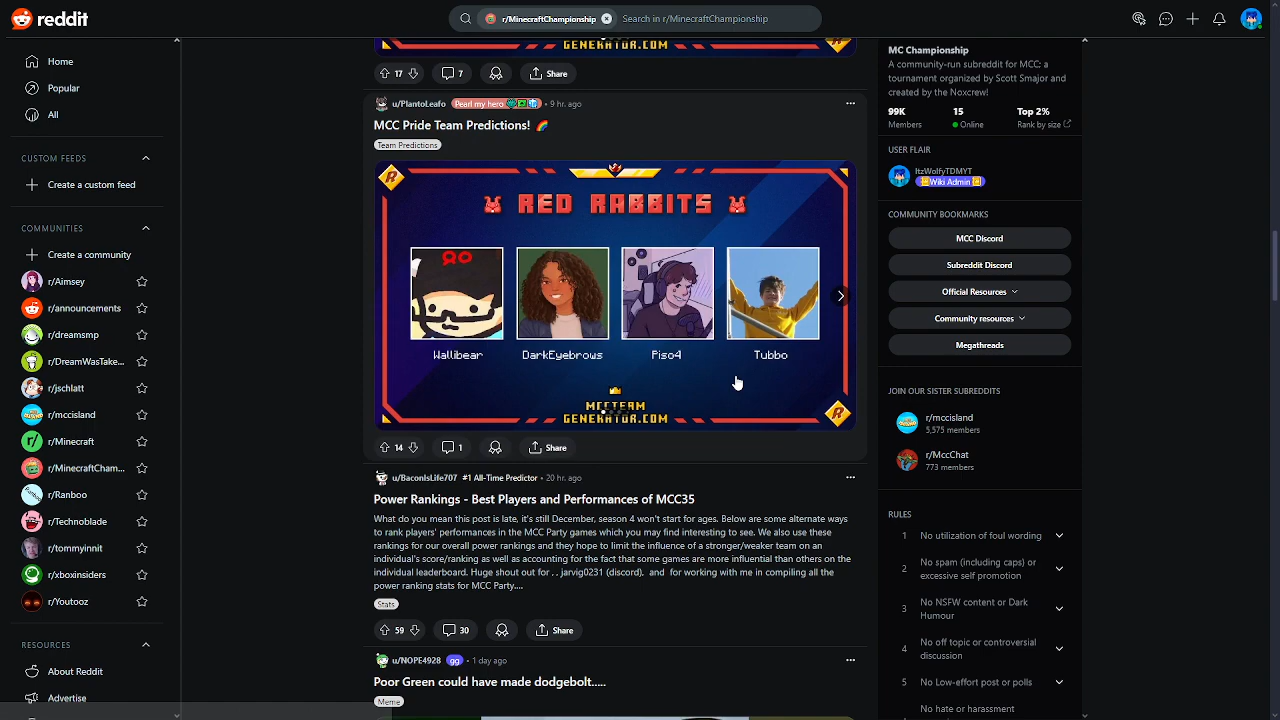 reddit
r/MinecraftChampionship
Search in r/MinecraftChampionship
Home
Popular
All
CUSTOM FEEDS
Create a custom feed
COMMUNITIES
Create a community
r/Aimsey
r/announcements
r/dreamsmp
r/DreamWasTake...
r/jschlatt
r/mccisland
r/Minecraft
r/MinecraftCham...
r/Ranboo
r/Technoblade
r/tommyinnit
r/xboxinsiders
r/Youtooz
RESOURCES
About Reddit
Advertise
GENERATOR.COM
17
7
Share
u/PlantoLeafo
Pearl my hero
• 9 hr. ago
MCC Pride Team Predictions! 🌈
Team Predictions
R
RED RABBITS
Wallibear
DarkEyebrows
Piso4
Tubbo
MCCTEAM
GENERATOR.COM
R
14
1
Share
u/BaconIsLife707
#1 All-Time Predictor
• 20 hr. ago
Power Rankings - Best Players and Performances of MCC35
What do you mean this post is late, it's still December, season 4 won't start for ages. Below are some alternate ways
to rank players' performances in the MCC Party games which you may find interesting to see. We also use these
rankings for our overall power rankings and they hope to limit the influence of a stronger/weaker team on an
individual's score/ranking as well as accounting for the fact that some games are more influential than others on the
individual leaderboard. Huge shout out for . , jarvig0231 (discord), and for working with me in compiling all the
power ranking stats for MCC Party....
Stats
59
30
Share
u/NOPE4928
gg
• 1 day ago
Poor Green could have made dodgebolt.....
Meme
MC Championship
A community-run subreddit for MCC; a
tournament organized by Scott Smajor and
created by the Noxcrew!
99K
15
Top 2%
Members
Online
Rank by size
USER FLAIR
ItzWolfyTDMYT
Wiki Admin
COMMUNITY BOOKMARKS
MCC Discord
Subreddit Discord
Official Resources
Community resources
Megathreads
JOIN OUR SISTER SUBREDDITS
r/mccisland
5,575 members
r/MccChat
773 members
RULES
1
No utilization of foul wording
2
No spam (including caps) or
excessive self promotion
3
No NSFW content or Dark
Humour
4
No off topic or controversial
discussion
5
No Low-effort post or polls
No hate or harassment